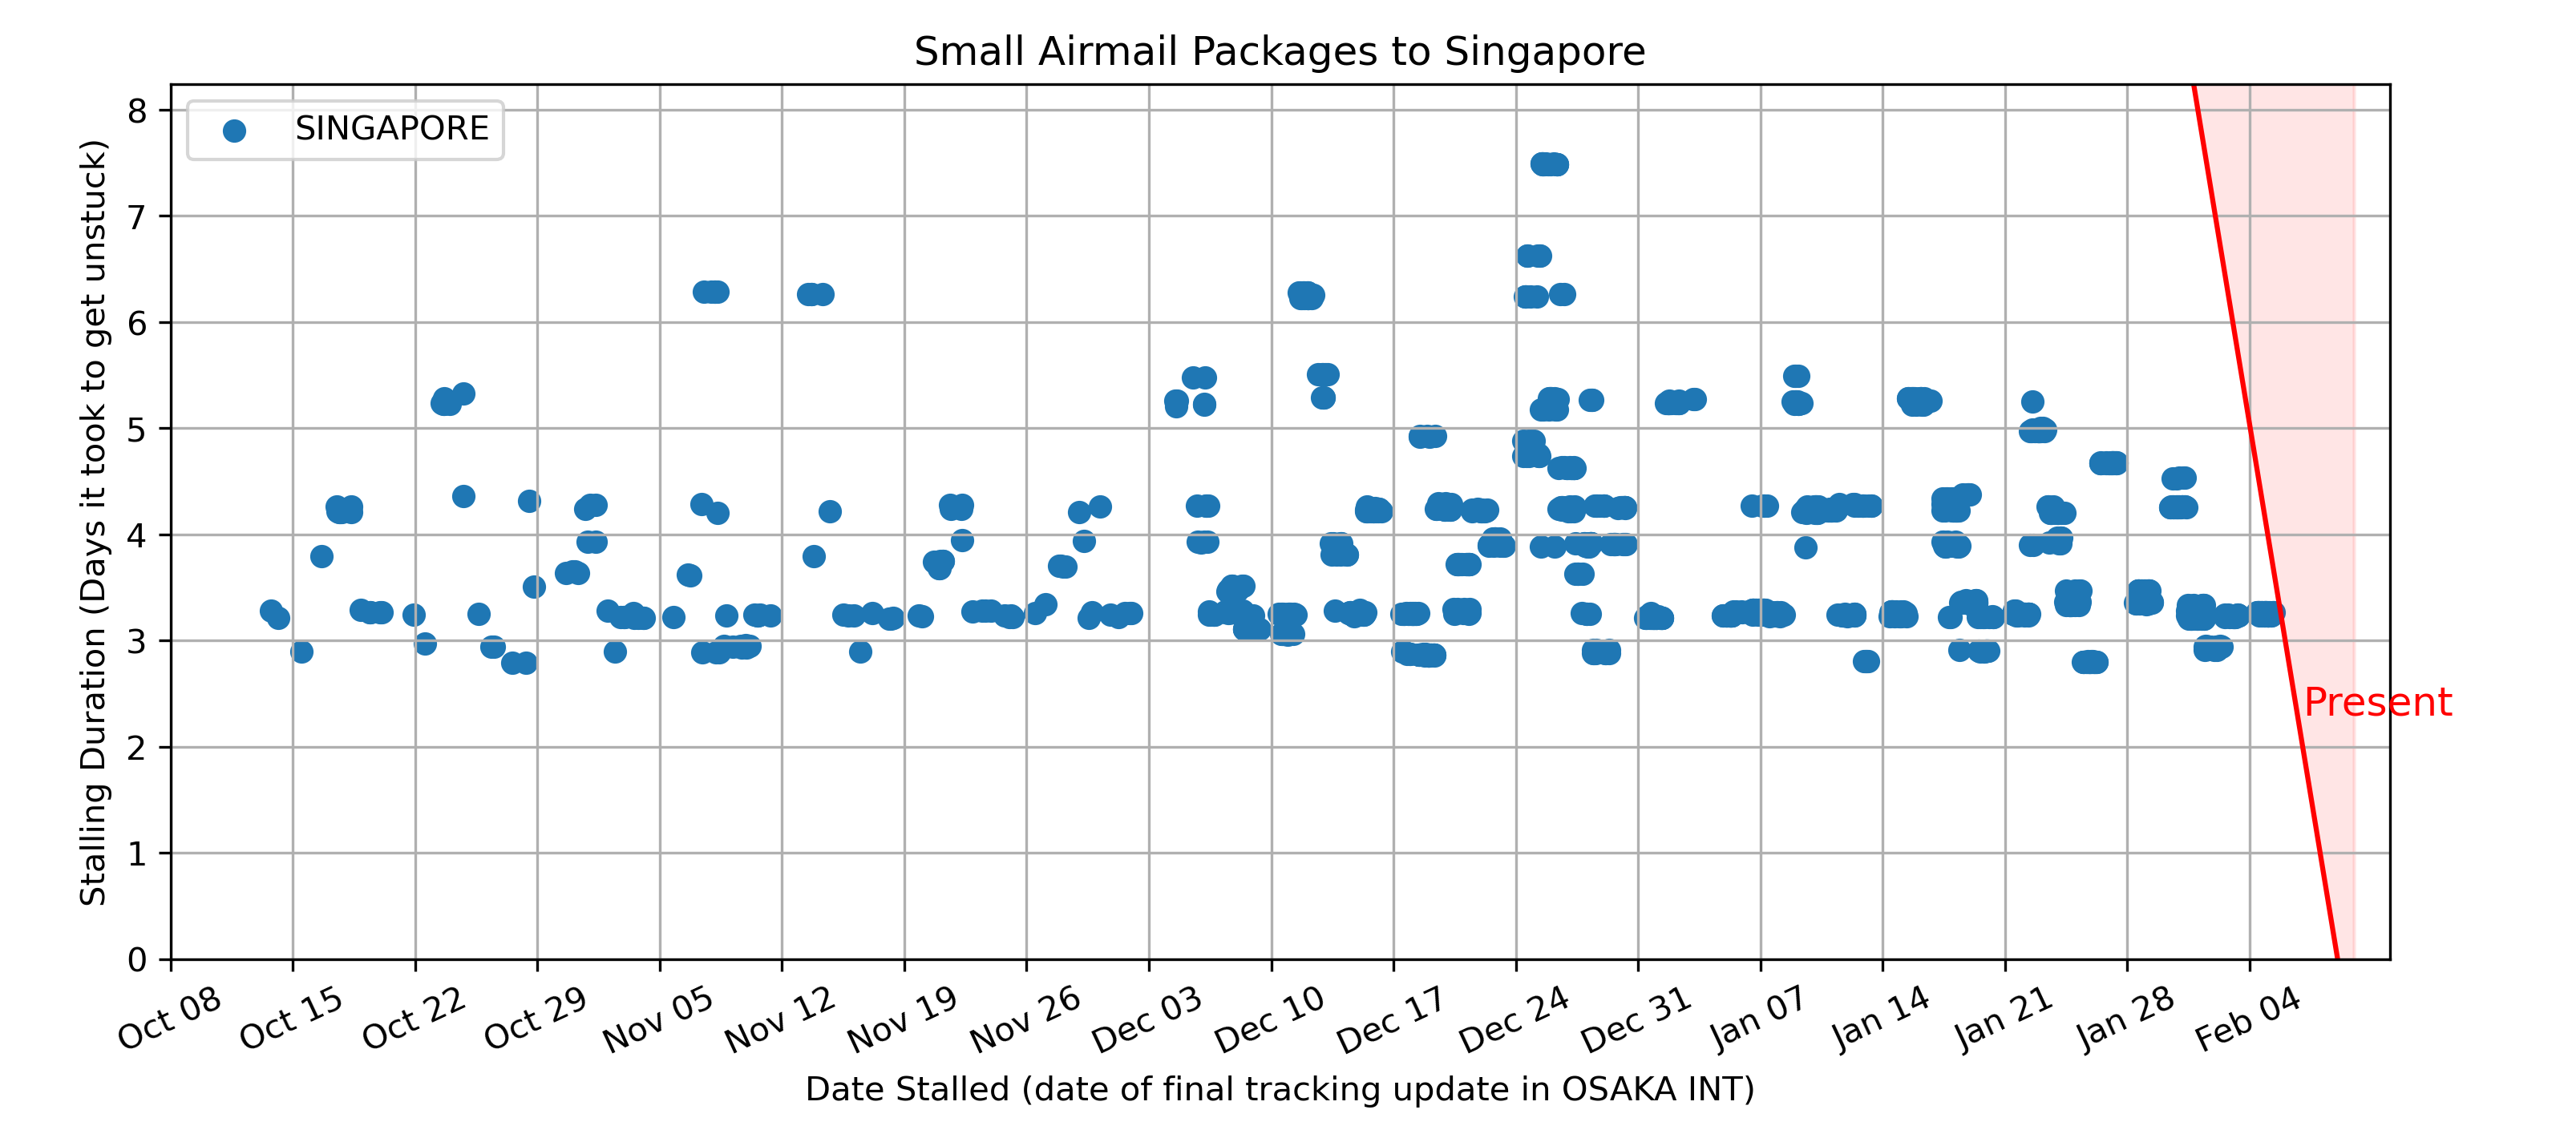 Small Airmail Packages to Singapore
SINGAPORE
Stalling Duration (Days it took to get unstuck)
8
7
6
5
4
3
2
1
0
Present
Oct 08
Oct 15
Oct 22
Oct 29
Nov 05
Nov 12
Nov 19
Nov 26
Dec 03
Dec 10
Dec 17
Dec 24
Dec 31
Jan 07
Jan 14
Jan 21
Jan 28
Feb 04
Date Stalled (date of final tracking update in OSAKA INT)